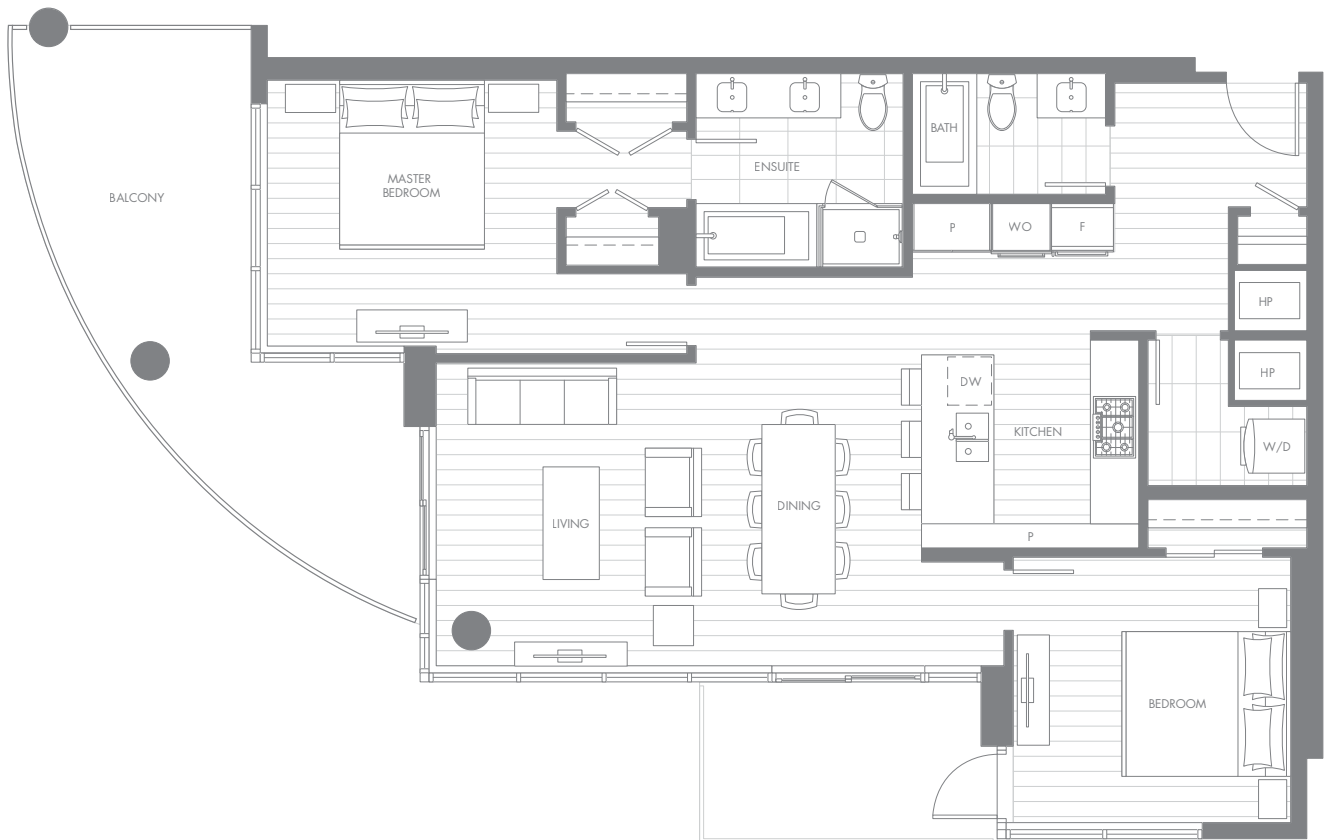 BALCONY
MASTER
BEDROOM
ENSUITE
BATH
P
WO
F
HP
HP
DW
KITCHEN
W/D
LIVING
DINING
P
BEDROOM